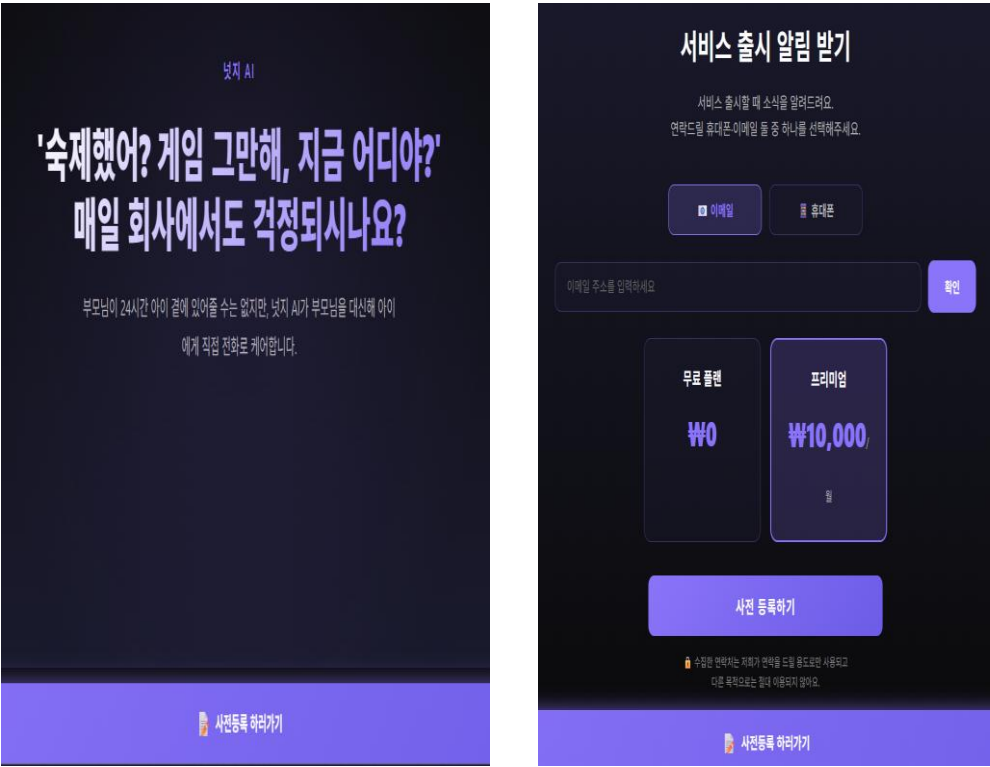 넛지 AI
'숙제했어? 게임 그만해, 지금 어디야?'
매일 회사에서도 걱정되시나요?
부모님이 24시간 아이 곁에 있어줄 수는 없지만, 넛지 AI가 부모님을 대신해 아이
에게 직접 전화로 케어합니다.
사전등록 하러가기
서비스 출시 알림 받기
서비스 출시할 때 소식을 알려드려요.
연락드릴 휴대폰·이메일 둘 중 하나를 선택해주세요.
이메일
휴대폰
이메일 주소를 입력하세요
확인
무료 플랜
₩0
프리미엄
₩10,000/
월
사전 등록하기
수집한 연락처는 저희가 연락을 드릴 용도로만 사용되고
다른 목적으로는 절대 이용되지 않아요.
사전등록 하러가기